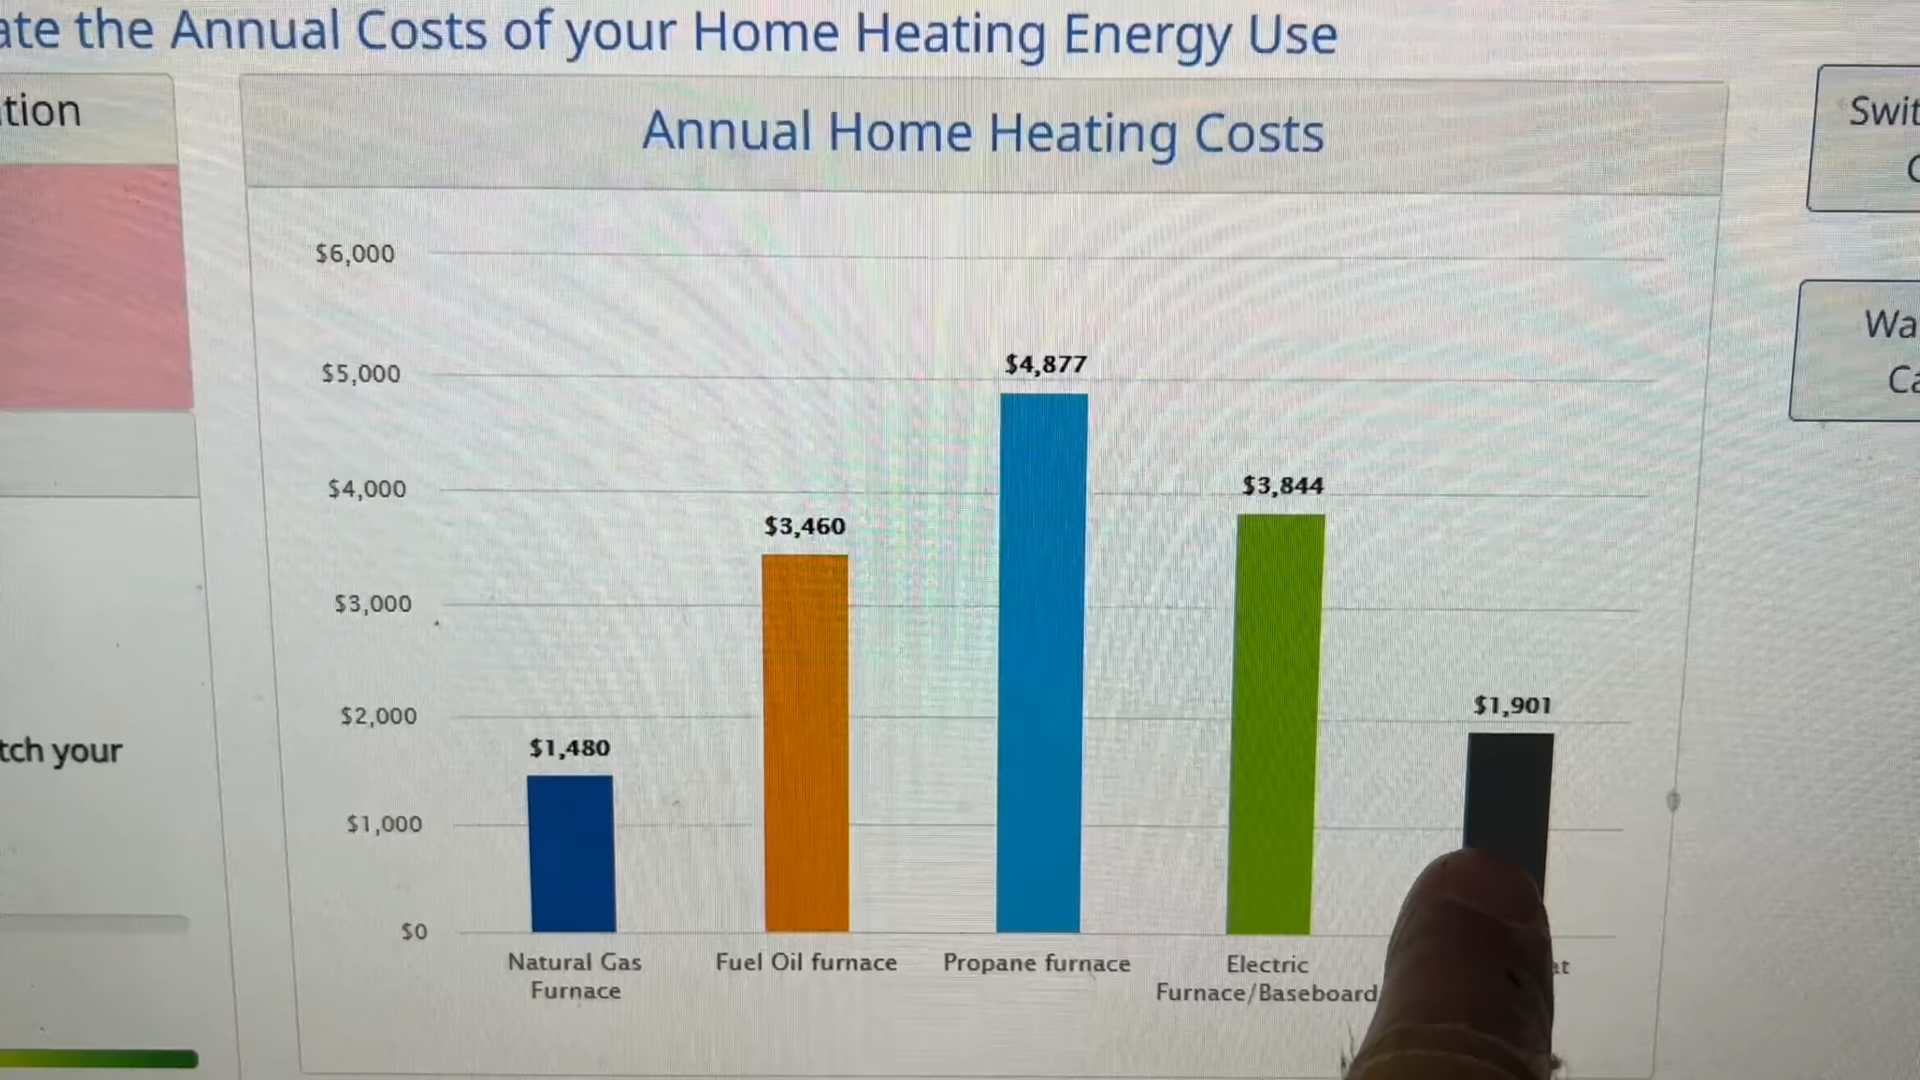 ate the Annual Costs of your Home Heating Energy Use
tion
Annual Home Heating Costs
Swit
C
Wa
Ca
$6,000
$5,000
$4,000
$3,000
$2,000
$1,000
$0
$1,480
$3,460
$4,877
$3,844
$1,901
tch your
Natural Gas
Furnace
Fuel Oil furnace
Propane furnace
Electric
Furnace/Baseboard
at